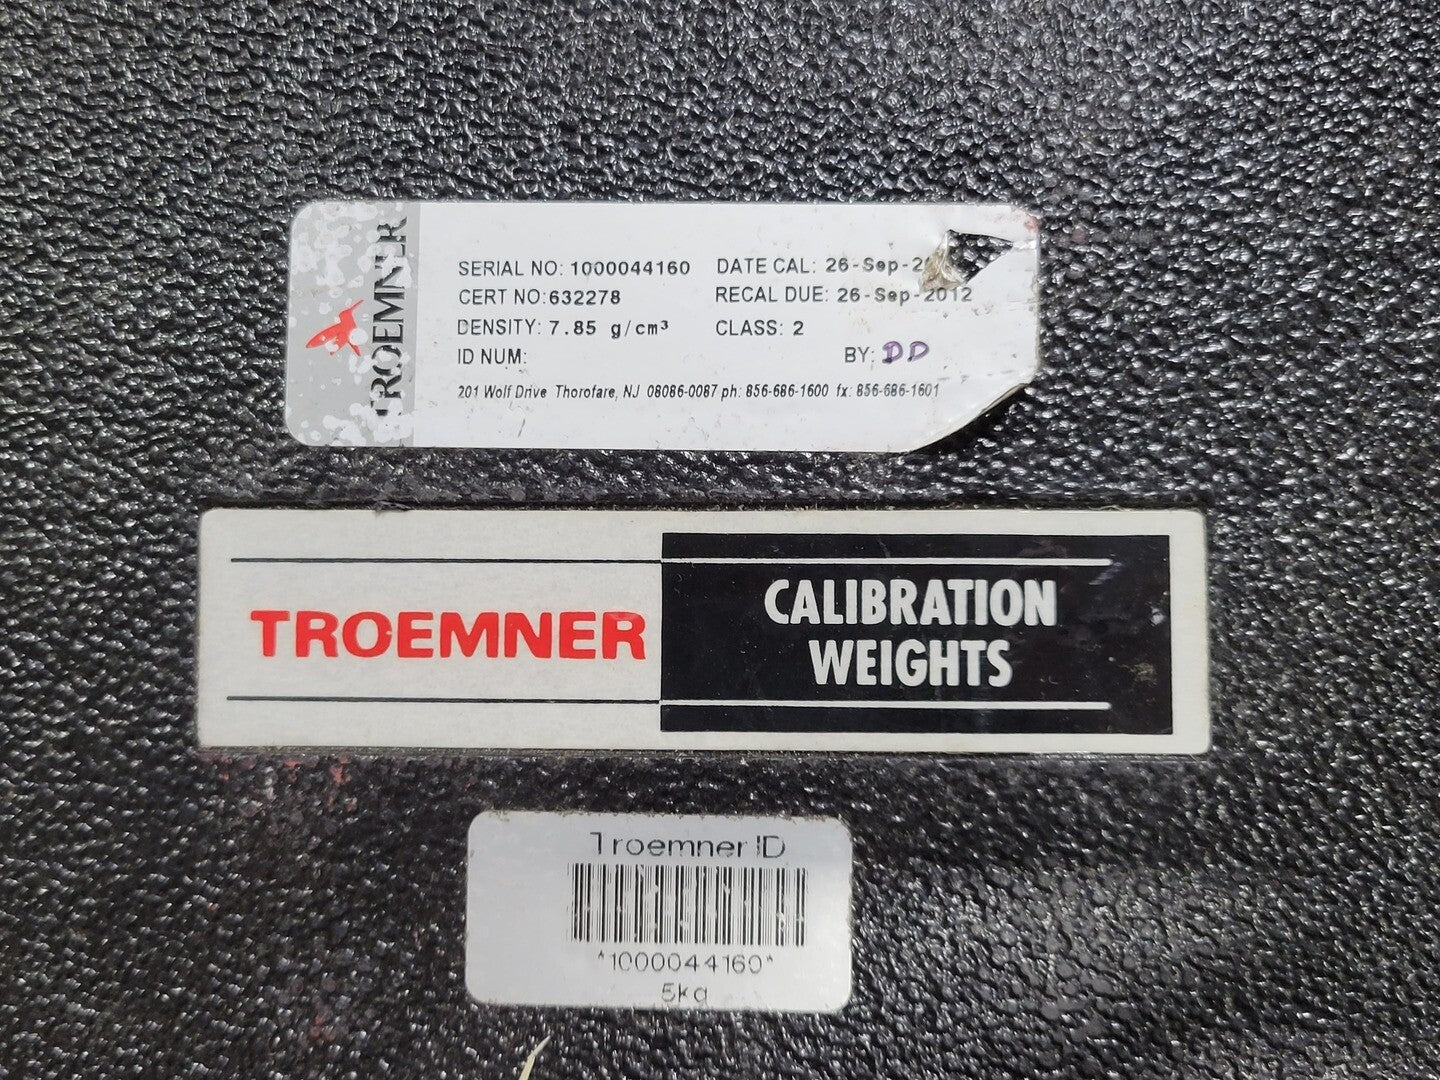 TROEMNER
SERIAL NO: 1000044160 DATE CAL: 26-Sep-
CERT NO:632278 RECAL DUE: 26-Sep-2012
DENSITY: 7.85 g/cm³ CLASS: 2
ID NUM: BY: DD
201 Wolf Drive Thorofare, NJ 08086-0087 ph: 856-686-1600 fx: 856-686-1601
TROEMNER
CALIBRATION
WEIGHTS
Troemner ID
*1000044160*
5kg